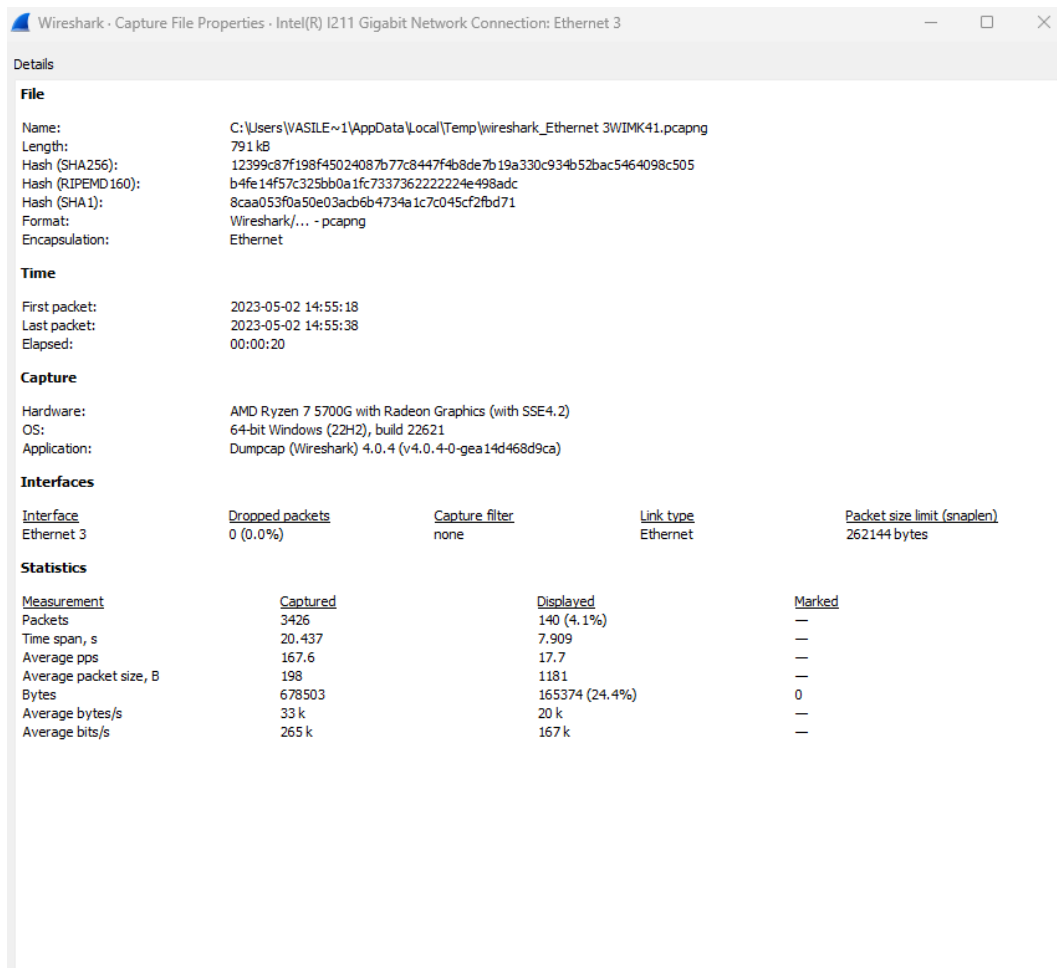 Wireshark · Capture File Properties · Intel(R) I211 Gigabit Network Connection: Ethernet 3
Details
File
Name: C:\Users\VASILE~1\AppData\Local\Temp\wireshark_Ethernet 3WIMK41.pcapng
Length: 791 kB
Hash (SHA256): 12399c87f198f45024087b77c8447f4b8de7b19a330c934b52bac5464098c505
Hash (RIPEMD160): b4fe14f57c325bb0a1fc7337362222224e498adc
Hash (SHA1): 8caa053f0a50e03acb6b4734a1c7c045cf2fbd71
Format: Wireshark/... - pcapng
Encapsulation: Ethernet
Time
First packet: 2023-05-02 14:55:18
Last packet: 2023-05-02 14:55:38
Elapsed: 00:00:20
Capture
Hardware: AMD Ryzen 7 5700G with Radeon Graphics (with SSE4.2)
OS: 64-bit Windows (22H2), build 22621
Application: Dumpcap (Wireshark) 4.0.4 (v4.0.4-0-gea14d468d9ca)
Interfaces
Interface Dropped packets Capture filter Link type Packet size limit (snaplen)
Ethernet 3 0 (0.0%) none Ethernet 262144 bytes
Statistics
Measurement Captured Displayed Marked
Packets 3426 140 (4.1%) —
Time span, s 20.437 7.909 —
Average pps 167.6 17.7 —
Average packet size, B 198 1181 —
Bytes 678503 165374 (24.4%) 0
Average bytes/s 33 k 20 k —
Average bits/s 265 k 167 k —